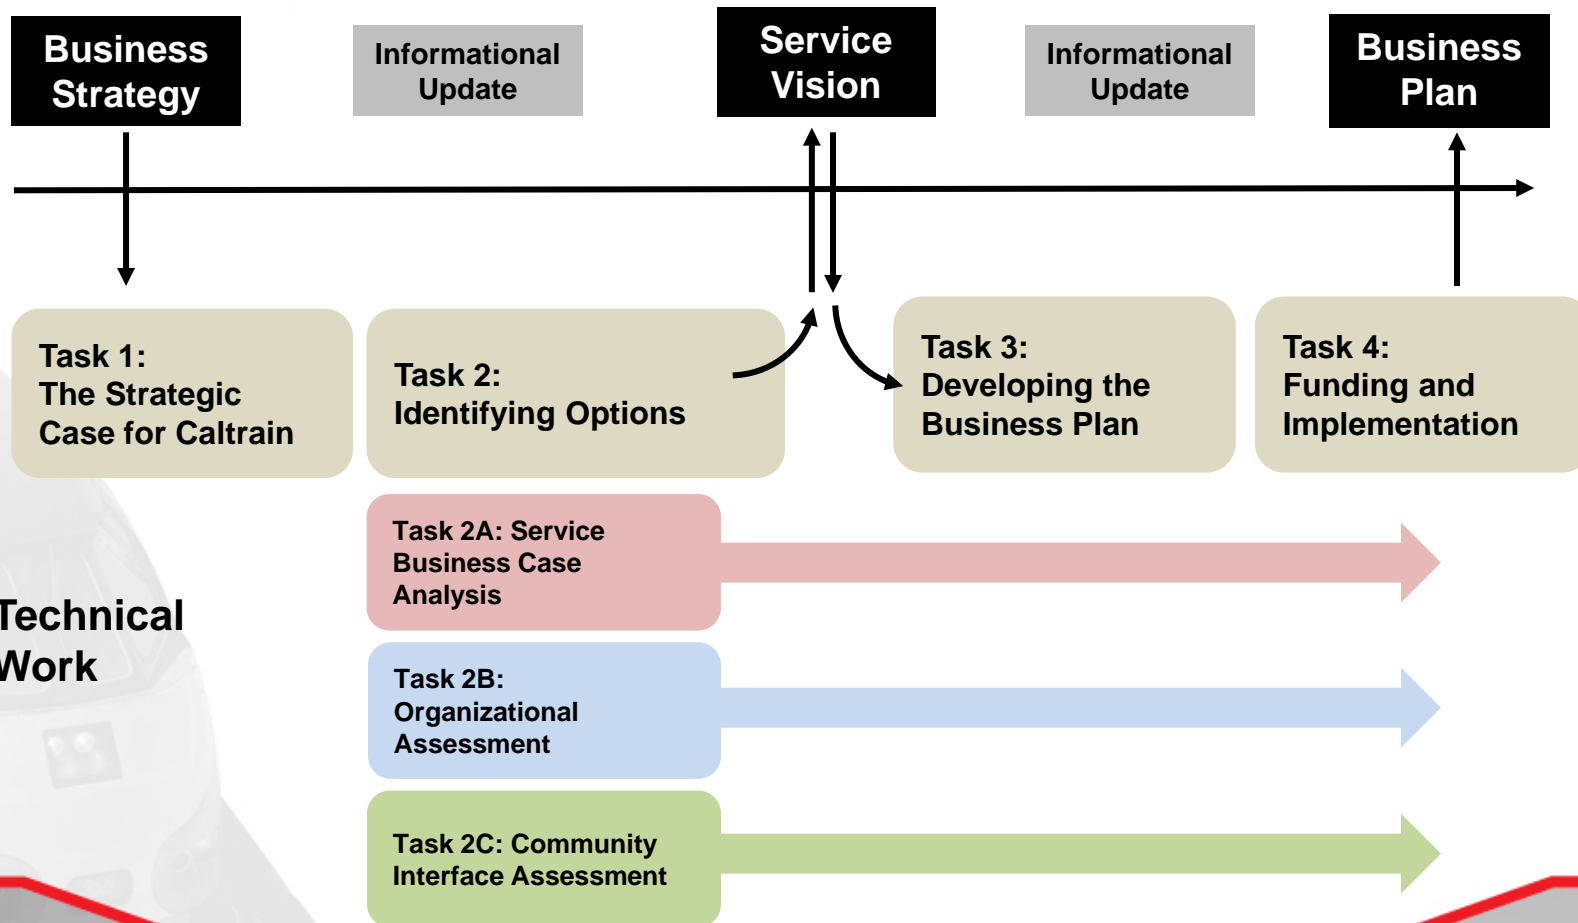 Business
Strategy
Informational
Update
Service
Vision
Informational
Update
Business
Plan
Task 1:
The Strategic
Case for Caltrain
Task 2:
Identifying Options
Task 3:
Developing the
Business Plan
Task 4:
Funding and
Implementation
Task 2A: Service
Business Case
Analysis
Technical
Work
Task 2B:
Organizational
Assessment
Task 2C: Community
Interface Assessment